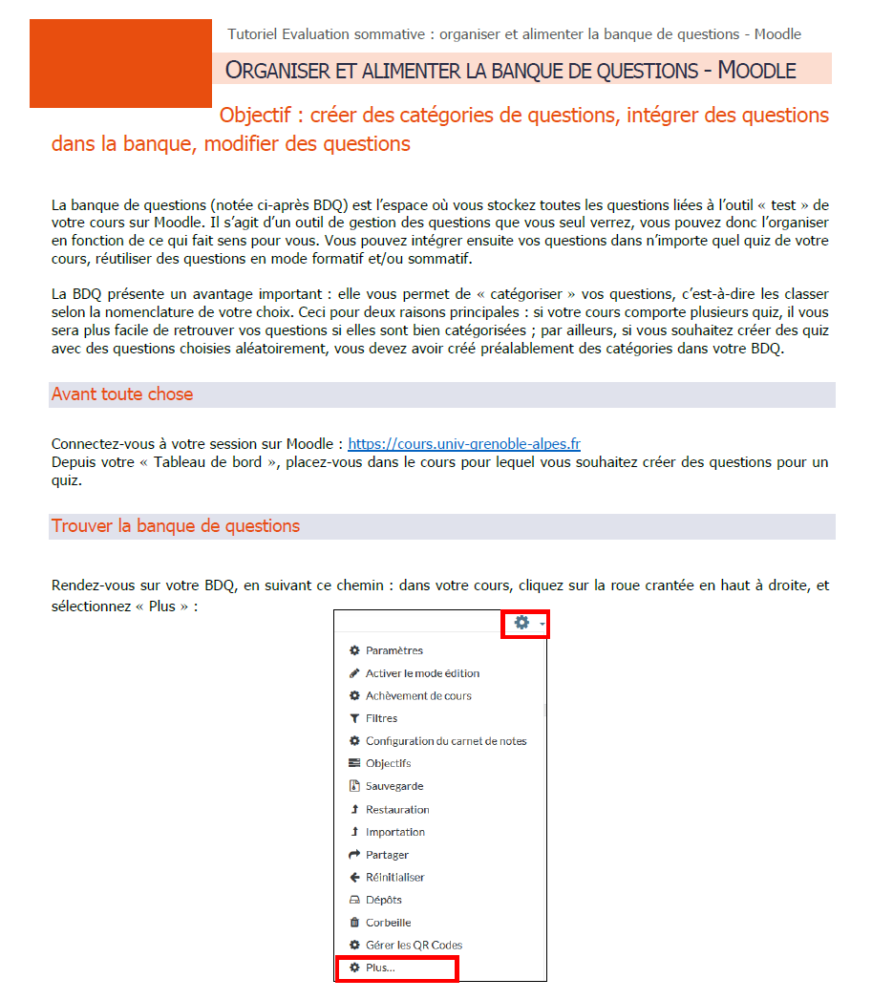 Tutoriel Evaluation sommative : organiser et alimenter la banque de questions - Moodle
ORGANISER ET ALIMENTER LA BANQUE DE QUESTIONS - MOODLE
Objectif : créer des catégories de questions, intégrer des questions
dans la banque, modifier des questions
La banque de questions (notée ci-après BDQ) est l’espace où vous stockez toutes les questions liées à l’outil « test » de
votre cours sur Moodle. Il s’agit d’un outil de gestion des questions que vous seul verrez, vous pouvez donc l’organiser
en fonction de ce qui fait sens pour vous. Vous pouvez intégrer ensuite vos questions dans n’importe quel quiz de votre
cours, réutiliser des questions en mode formatif et/ou sommatif.
La BDQ présente un avantage important : elle vous permet de « catégoriser » vos questions, c’est-à-dire les classer
selon la nomenclature de votre choix. Ceci pour deux raisons principales : si votre cours comporte plusieurs quiz, il vous
sera plus facile de retrouver vos questions si elles sont bien catégorisées ; par ailleurs, si vous souhaitez créer des quiz
avec des questions choisies aléatoirement, vous devez avoir créé préalablement des catégories dans votre BDQ.
Avant toute chose
Connectez-vous à votre session sur Moodle : https://cours.univ-grenoble-alpes.fr
Depuis votre « Tableau de bord », placez-vous dans le cours pour lequel vous souhaitez créer des questions pour un
quiz.
Trouver la banque de questions
Rendez-vous sur votre BDQ, en suivant ce chemin : dans votre cours, cliquez sur la roue crantée en haut à droite, et
sélectionnez « Plus » :
Paramètres
Activer le mode édition
Achèvement de cours
Filtres
Configuration du carnet de notes
Objectifs
Sauvegarde
Restauration
Importation
Partager
Réinitialiser
Dépôts
Corbeille
Gérer les QR Codes
Plus...